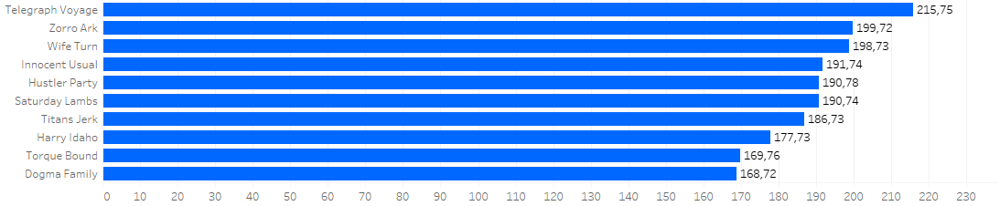 Telegraph Voyage 215,75
Zorro Ark 199,72
Wife Turn 198,73
Innocent Usual 191,74
Hustler Party 190,78
Saturday Lambs 190,74
Titans Jerk 186,73
Harry Idaho 177,73
Torque Bound 169,76
Dogma Family 168,72
0 10 20 30 40 50 60 70 80 90 100 110 120 130 140 150 160 170 180 190 200 210 220 230